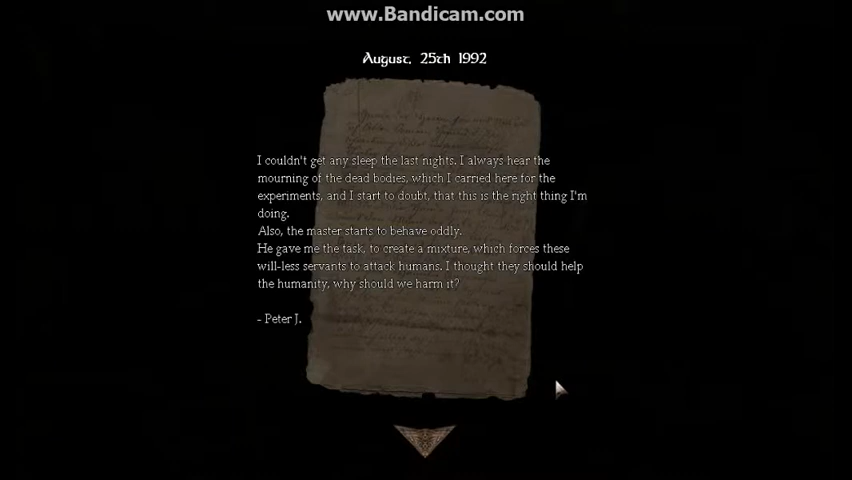 www.Bandicam.com
August, 25th 1992
I couldn't get any sleep the last nights. I always hear the
mourning of the dead bodies, which I carried here for the
experiments, and I start to doubt, that this is the right thing I'm
doing.
Also, the master starts to behave oddly.
He gave me the task, to create a mixture, which forces these
will-less servants to attack humans. I thought they should help
the humanity, why should we harm it?
- Peter J.